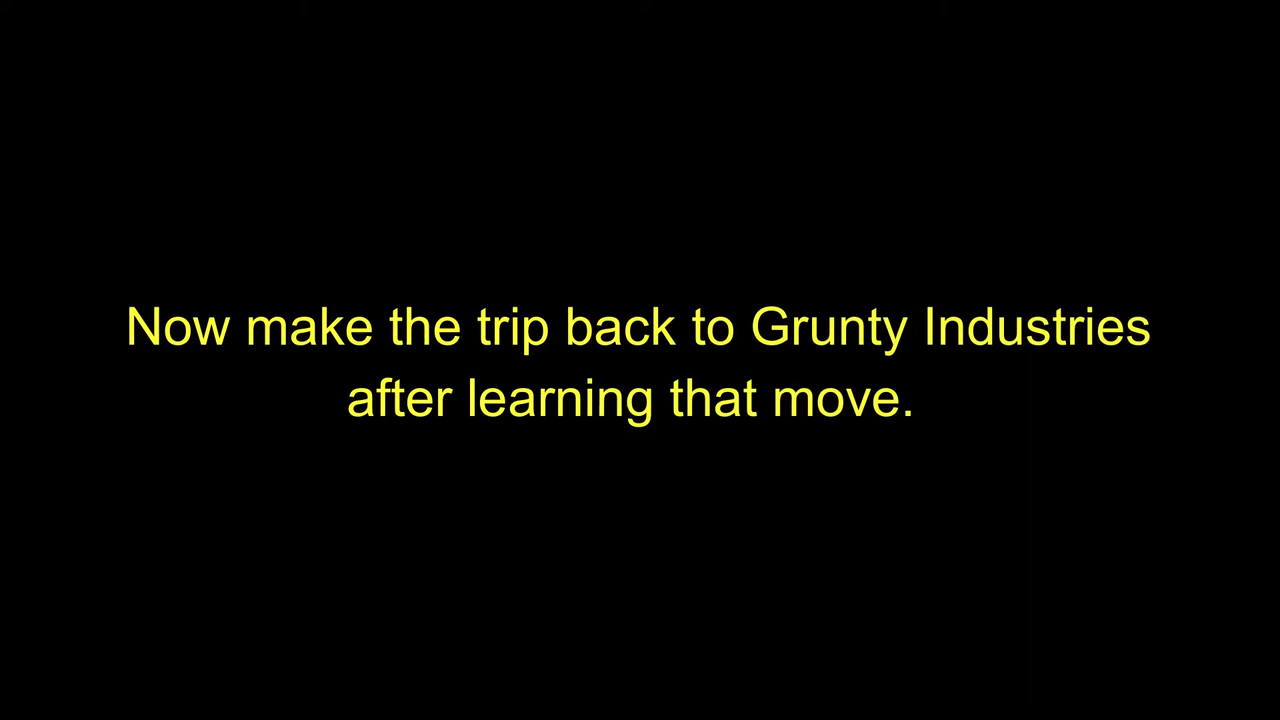 Now make the trip back to Grunty Industries
after learning that move.